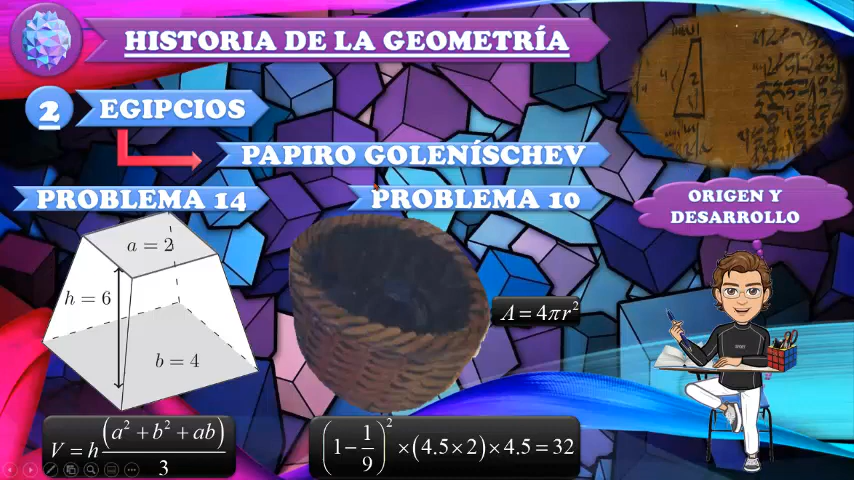 HISTORIA DE LA GEOMETRÍA
2
EGIPCIOS
PAPIRO GOLENÍSCHEV
PROBLEMA 14
PROBLEMA 10
ORIGEN Y
DESARROLLO
a = 2
h = 6
b = 4
A = 4πr²
V = h (a² + b² + ab) / 3
(1 − 1/9)² × (4.5 × 2) × 4.5 = 32